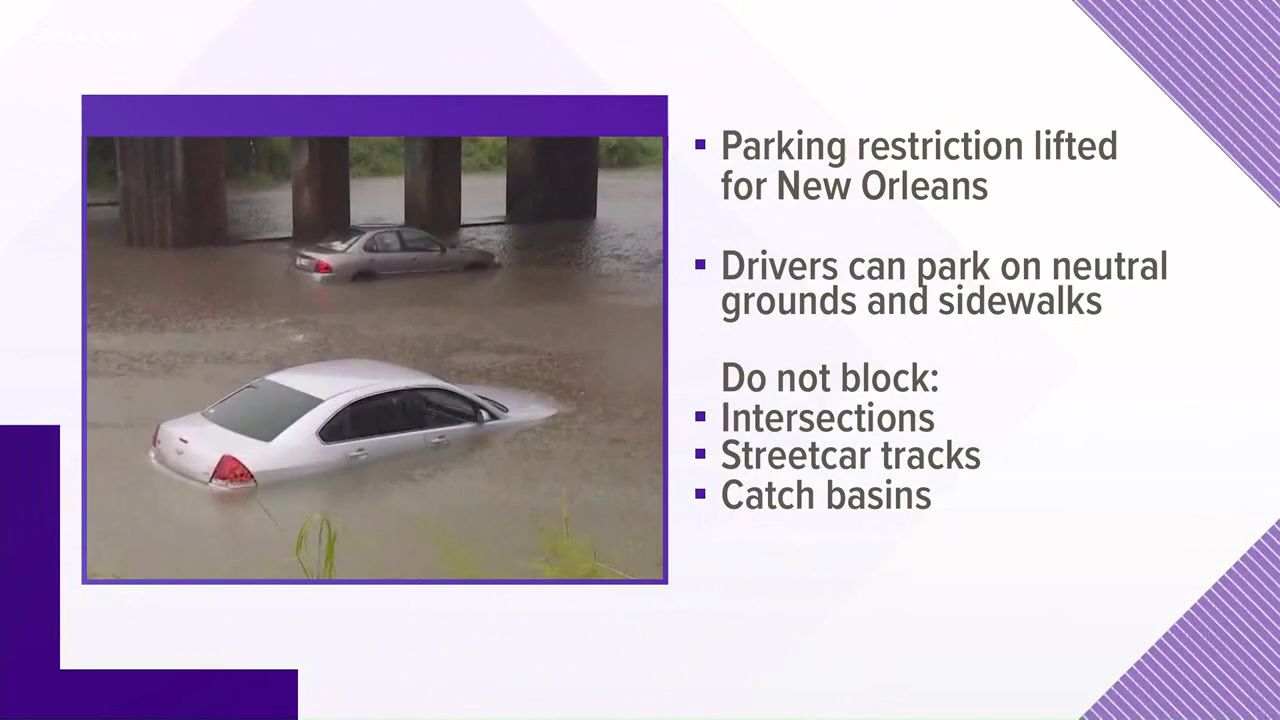 Parking restriction lifted
for New Orleans
Drivers can park on neutral
grounds and sidewalks
Do not block:
Intersections
Streetcar tracks
Catch basins